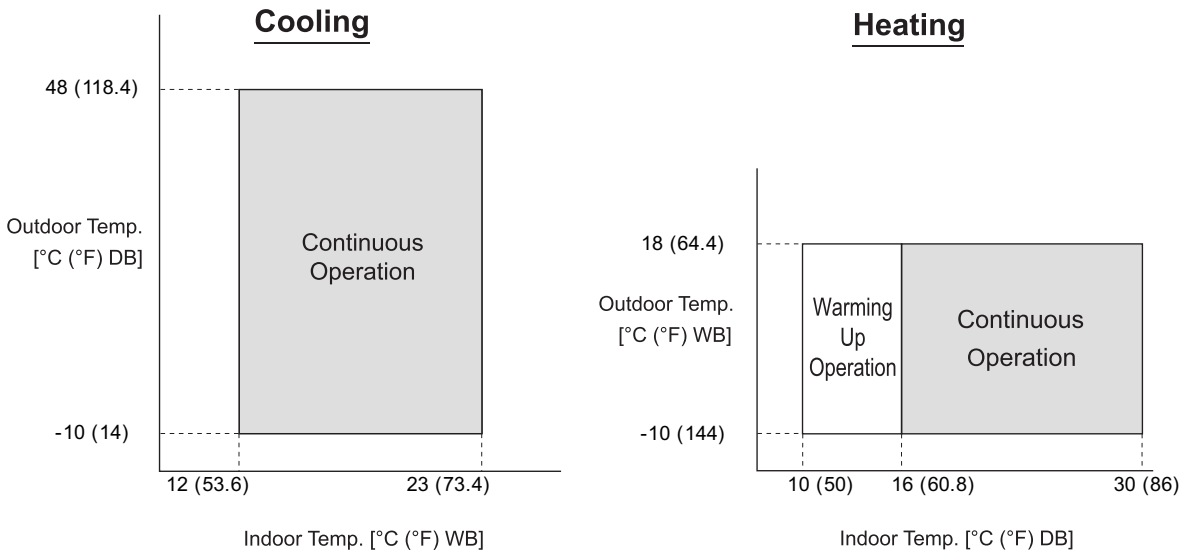 Cooling
48 (118.4)
Outdoor Temp.
[°C (°F) DB]
Continuous
Operation
-10 (14)
12 (53.6)
23 (73.4)
Indoor Temp. [°C (°F) WB]
Heating
18 (64.4)
Outdoor Temp.
[°C (°F) WB]
Warming
Up
Operation
Continuous
Operation
-10 (144)
10 (50)
16 (60.8)
30 (86)
Indoor Temp. [°C (°F) DB]